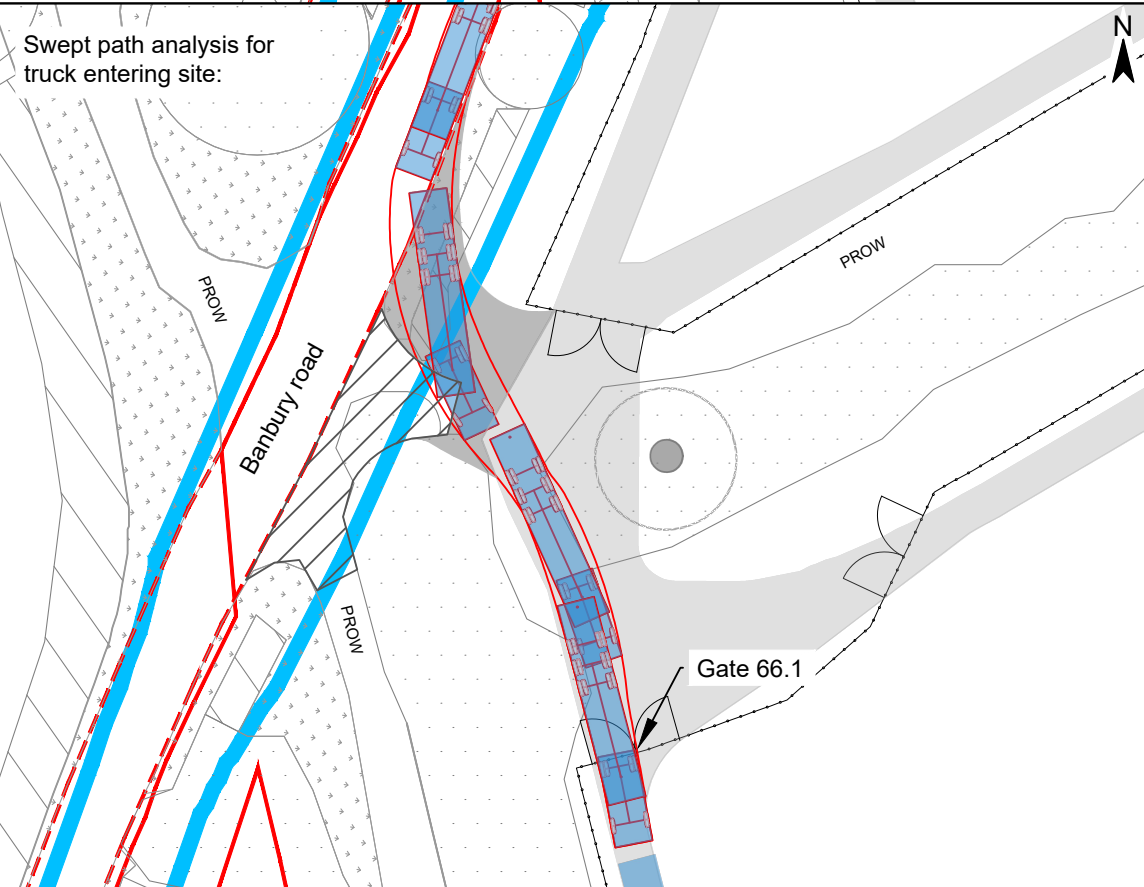 Swept path analysis for
truck entering site:
N
PROW
PROW
Banbury road
PROW
Gate 66.1